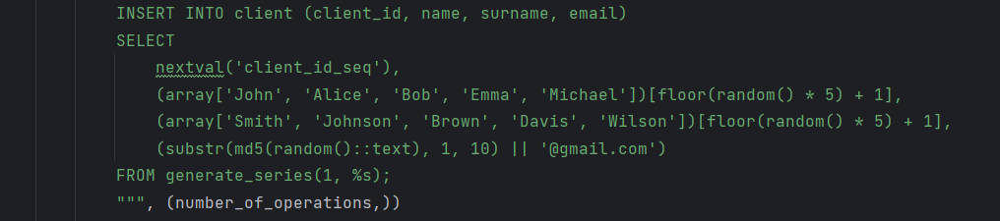 INSERT INTO client (client_id, name, surname, email)
SELECT
    nextval('client_id_seq'),
    (array['John', 'Alice', 'Bob', 'Emma', 'Michael'])[floor(random() * 5) + 1],
    (array['Smith', 'Johnson', 'Brown', 'Davis', 'Wilson'])[floor(random() * 5) + 1],
    (substr(md5(random()::text), 1, 10) || '@gmail.com')
FROM generate_series(1, %s);
""", (number_of_operations,))